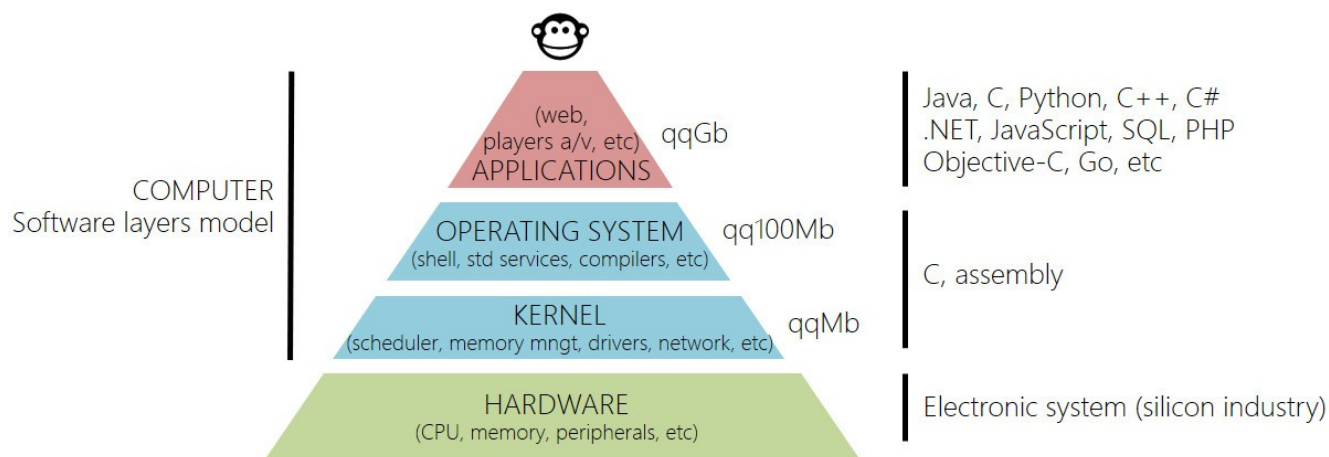 COMPUTER
Software layers model
(web,
players a/v, etc)
APPLICATIONS
qqGb
OPERATING SYSTEM
(shell, std services, compilers, etc)
qq100Mb
KERNEL
(scheduler, memory mngt, drivers, network, etc)
qqMb
HARDWARE
(CPU, memory, peripherals, etc)
Java, C, Python, C++, C#
.NET, JavaScript, SQL, PHP
Objective-C, Go, etc
C, assembly
Electronic system (silicon industry)